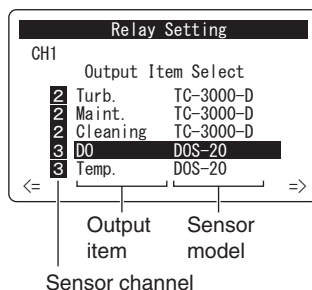 Relay Setting
CH1
Output Item Select
2 Turb. TC-3000-D
2 Maint. TC-3000-D
2 Cleaning TC-3000-D
3 DO DOS-20
3 Temp. DOS-20
<= =>
Output item
Sensor model
Sensor channel